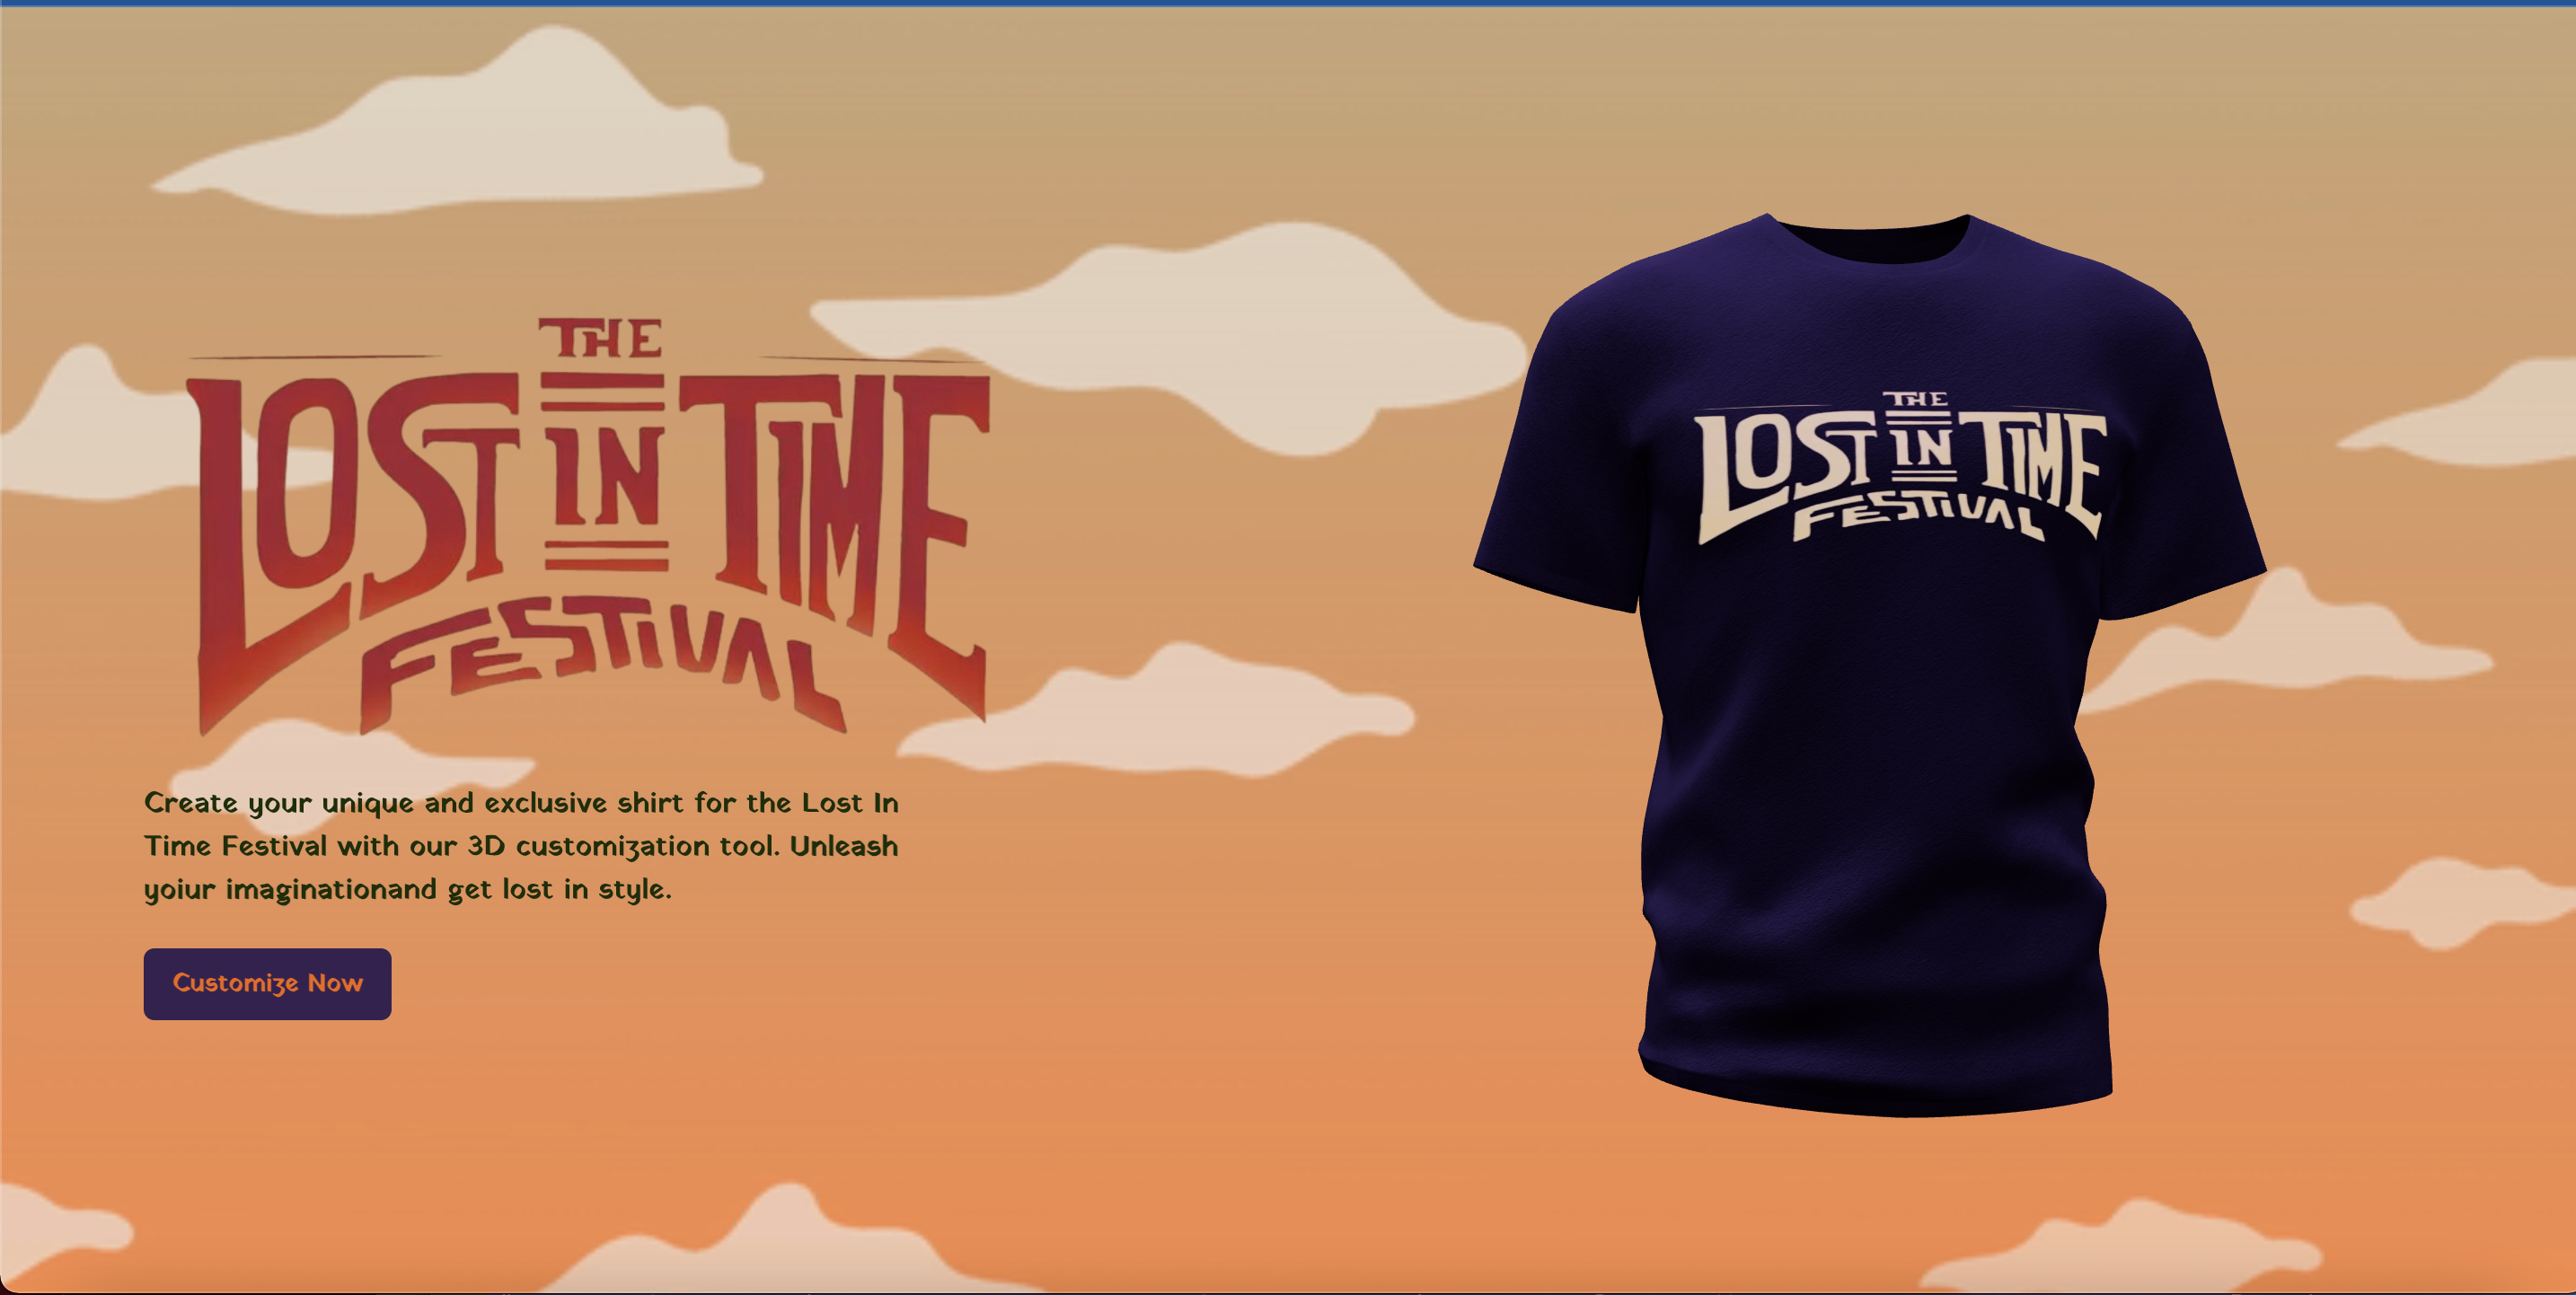 THE
LOST IN TIME
FESTIVAL
Create your unique and exclusive shirt for the Lost In
Time Festival with our 3D customization tool. Unleash
yoiur imaginationand get lost in style.
Customize Now
THE
LOST IN TIME
FESTIVAL